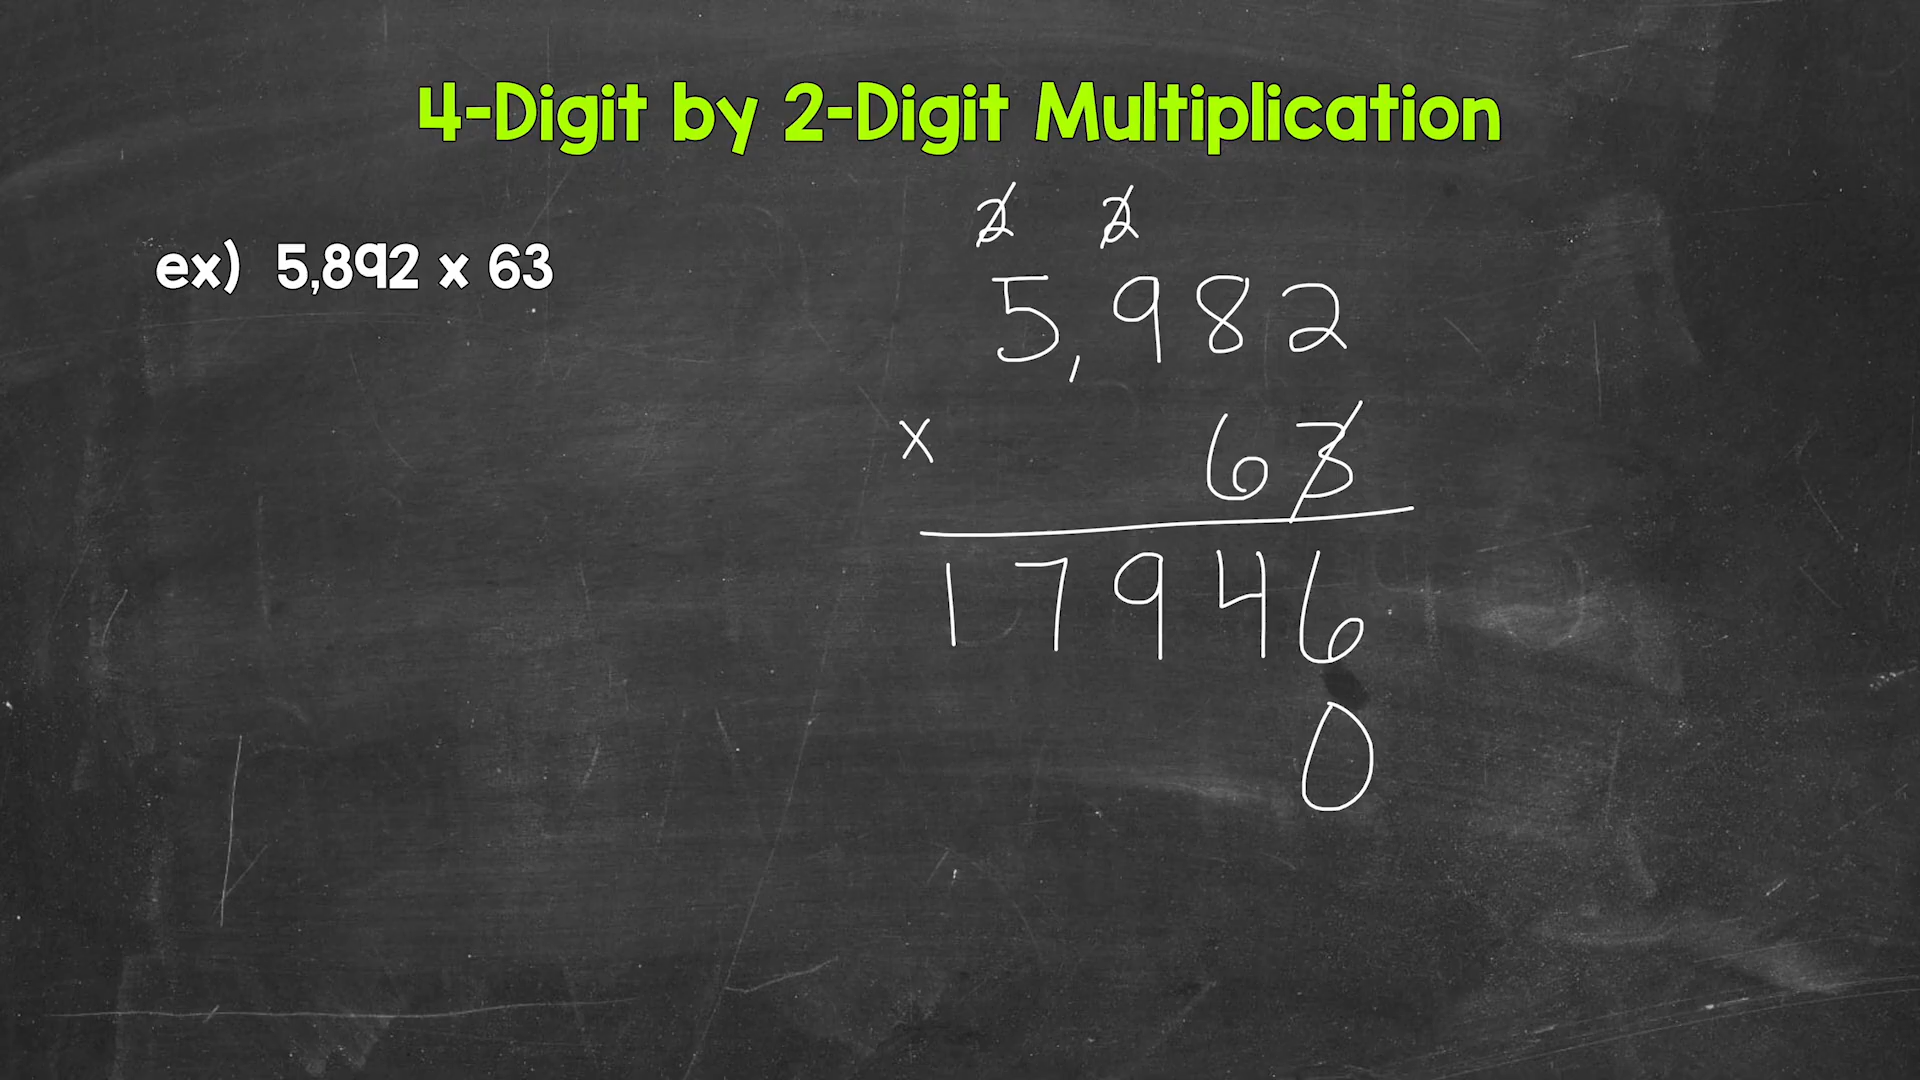 4-Digit by 2-Digit Multiplication
ex) 5,892 x 63
2 2
5,982
x 63
17946
0